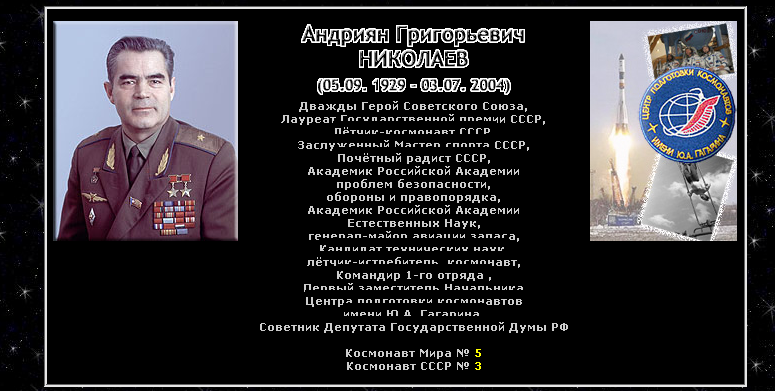 Андриян Григорьевич
НИКОЛАЕВ
(05.09. 1929 - 03.07. 2004)
Дважды Герой Советского Союза,
Лауреат Государственной премии СССР,
Лётчик-космонавт СССР
Заслуженный Мастер спорта СССР,
Почётный радист СССР,
Академик Российской Академии
проблем безопасности,
обороны и правопорядка,
Академик Российской Академии
Естественных Наук,
генерал-майор авиации запаса,
Кандидат технических наук
лётчик-истребитель, космонавт,
Командир 1-го отряда ,
Первый заместитель Начальника
Центра подготовки космонавтов
имени Ю.А. Гагарина
Советник Депутата Государственной Думы РФ
Космонавт Мира № 5
Космонавт СССР № 3
ЦЕНТР ПОДГОТОВКИ КОСМОНАВТОВ
ИМЕНИ Ю.А. ГАГАРИНА